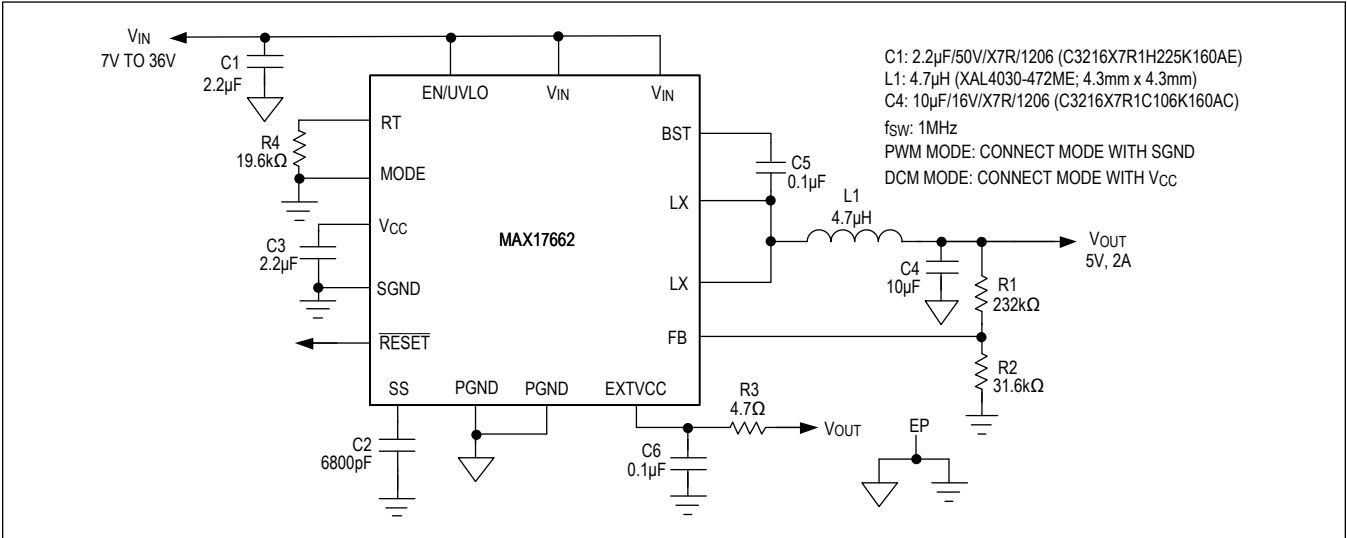 VIN
7V TO 36V
C1
2.2µF
C1: 2.2µF/50V/X7R/1206 (C3216X7R1H225K160AE)
L1: 4.7µH (XAL4030-472ME; 4.3mm x 4.3mm)
C4: 10µF/16V/X7R/1206 (C3216X7R1C106K160AC)
fSW: 1MHz
PWM MODE: CONNECT MODE WITH SGND
DCM MODE: CONNECT MODE WITH VCC
EN/UVLO
VIN
VIN
RT
R4
19.6kΩ
MODE
VCC
C3
2.2µF
SGND
RESET
SS
PGND
PGND
EXTVCC
MAX17662
BST
C5
0.1µF
LX
L1
4.7µH
LX
FB
VOUT
5V, 2A
C4
10µF
R1
232kΩ
R2
31.6kΩ
C2
6800pF
R3
4.7Ω
VOUT
C6
0.1µF
EP